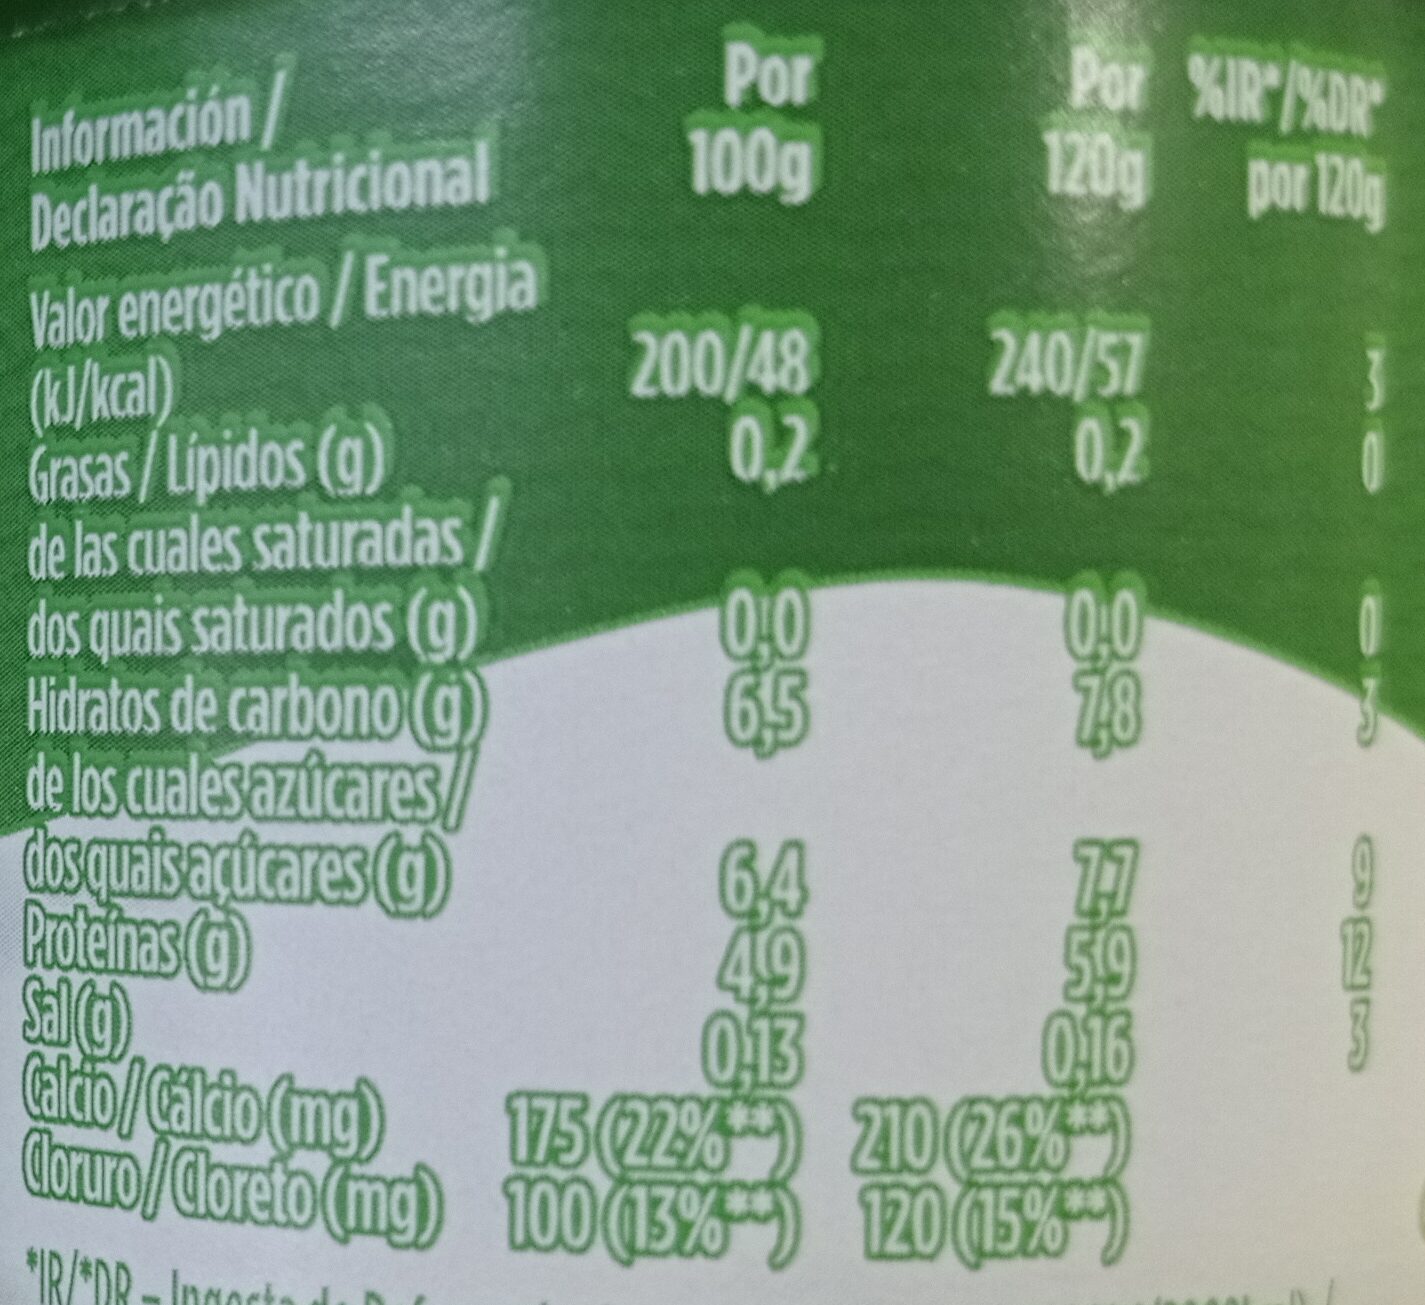 Información / Por Por %IR*/%DR*
Declaração Nutricional 100g 120g por 120g
Valor energético / Energia
(kJ/kcal) 200/48 240/57 3
Grasas / Lípidos (g) 0,2 0,2 0
de las cuales saturadas /
dos quais saturados (g) 0,0 0,0 0
Hidratos de carbono (g) 6,5 7,8 3
de los cuales azúcares /
dos quais açúcares (g) 6,4 7,7 9
Proteínas (g) 4,9 5,9 12
Sal (g) 0,13 0,16 3
Calcio / Cálcio (mg) 175 (22%**) 210 (26%**)
Cloruro / Cloreto (mg) 100 (13%**) 120 (15%**)
*IR/*DR – Ingesta de